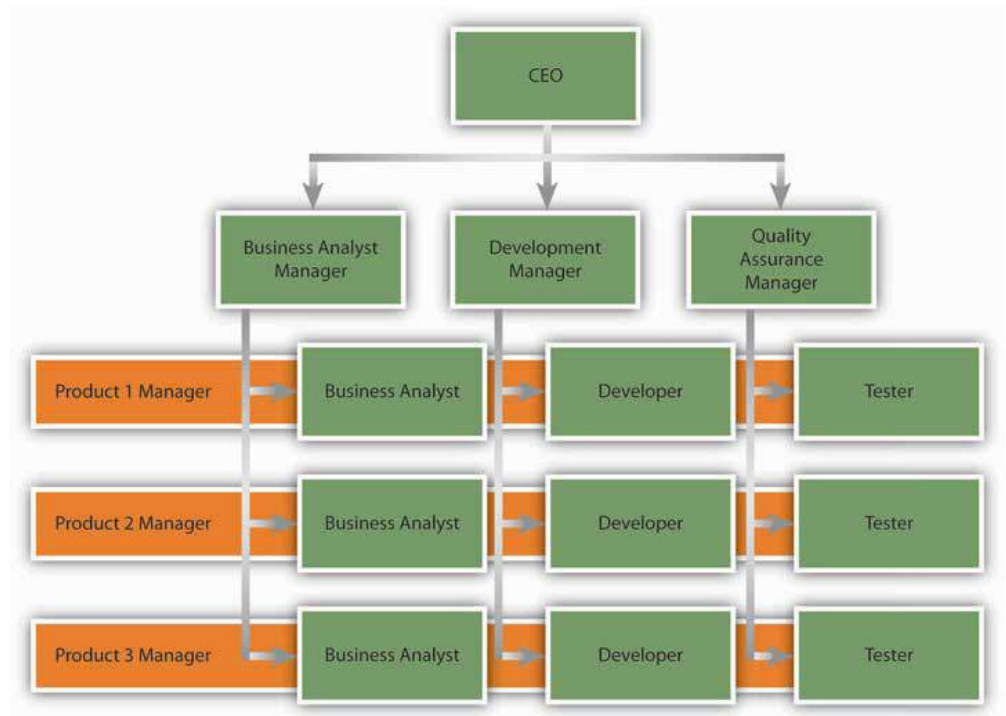 CEO
Business Analyst
Manager
Development
Manager
Quality
Assurance
Manager
Product 1 Manager
Business Analyst
Developer
Tester
Product 2 Manager
Business Analyst
Developer
Tester
Product 3 Manager
Business Analyst
Developer
Tester